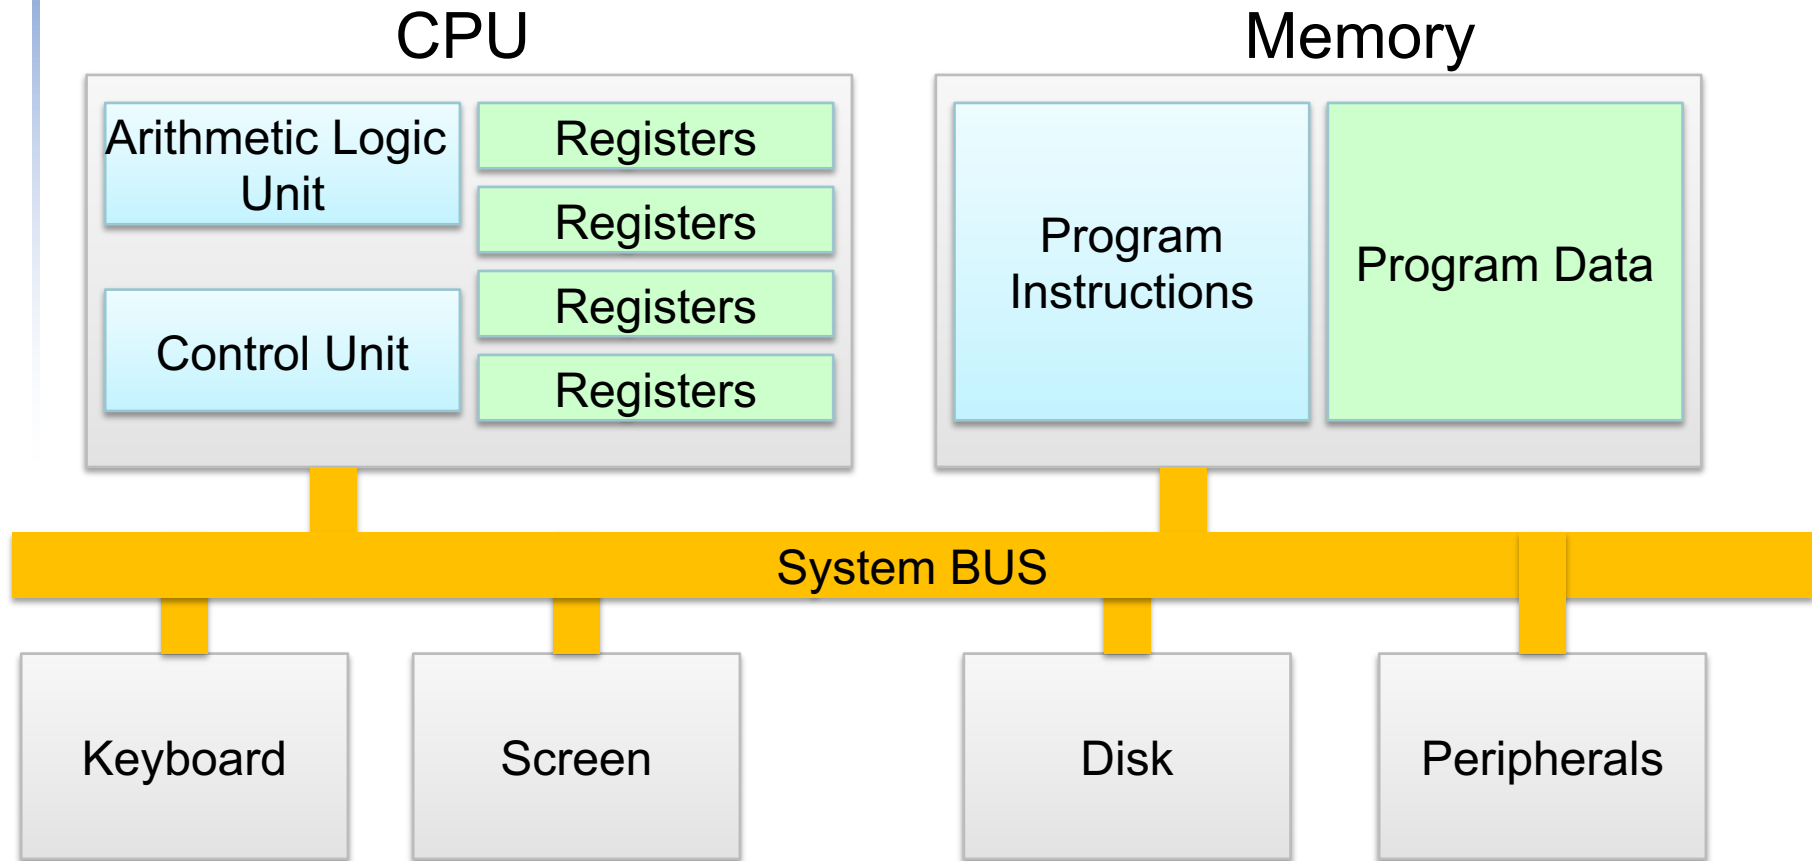 CPU
Memory
Arithmetic Logic
Unit
Control Unit
Registers
Registers
Registers
Registers
Program
Instructions
Program Data
System BUS
Keyboard
Screen
Disk
Peripherals